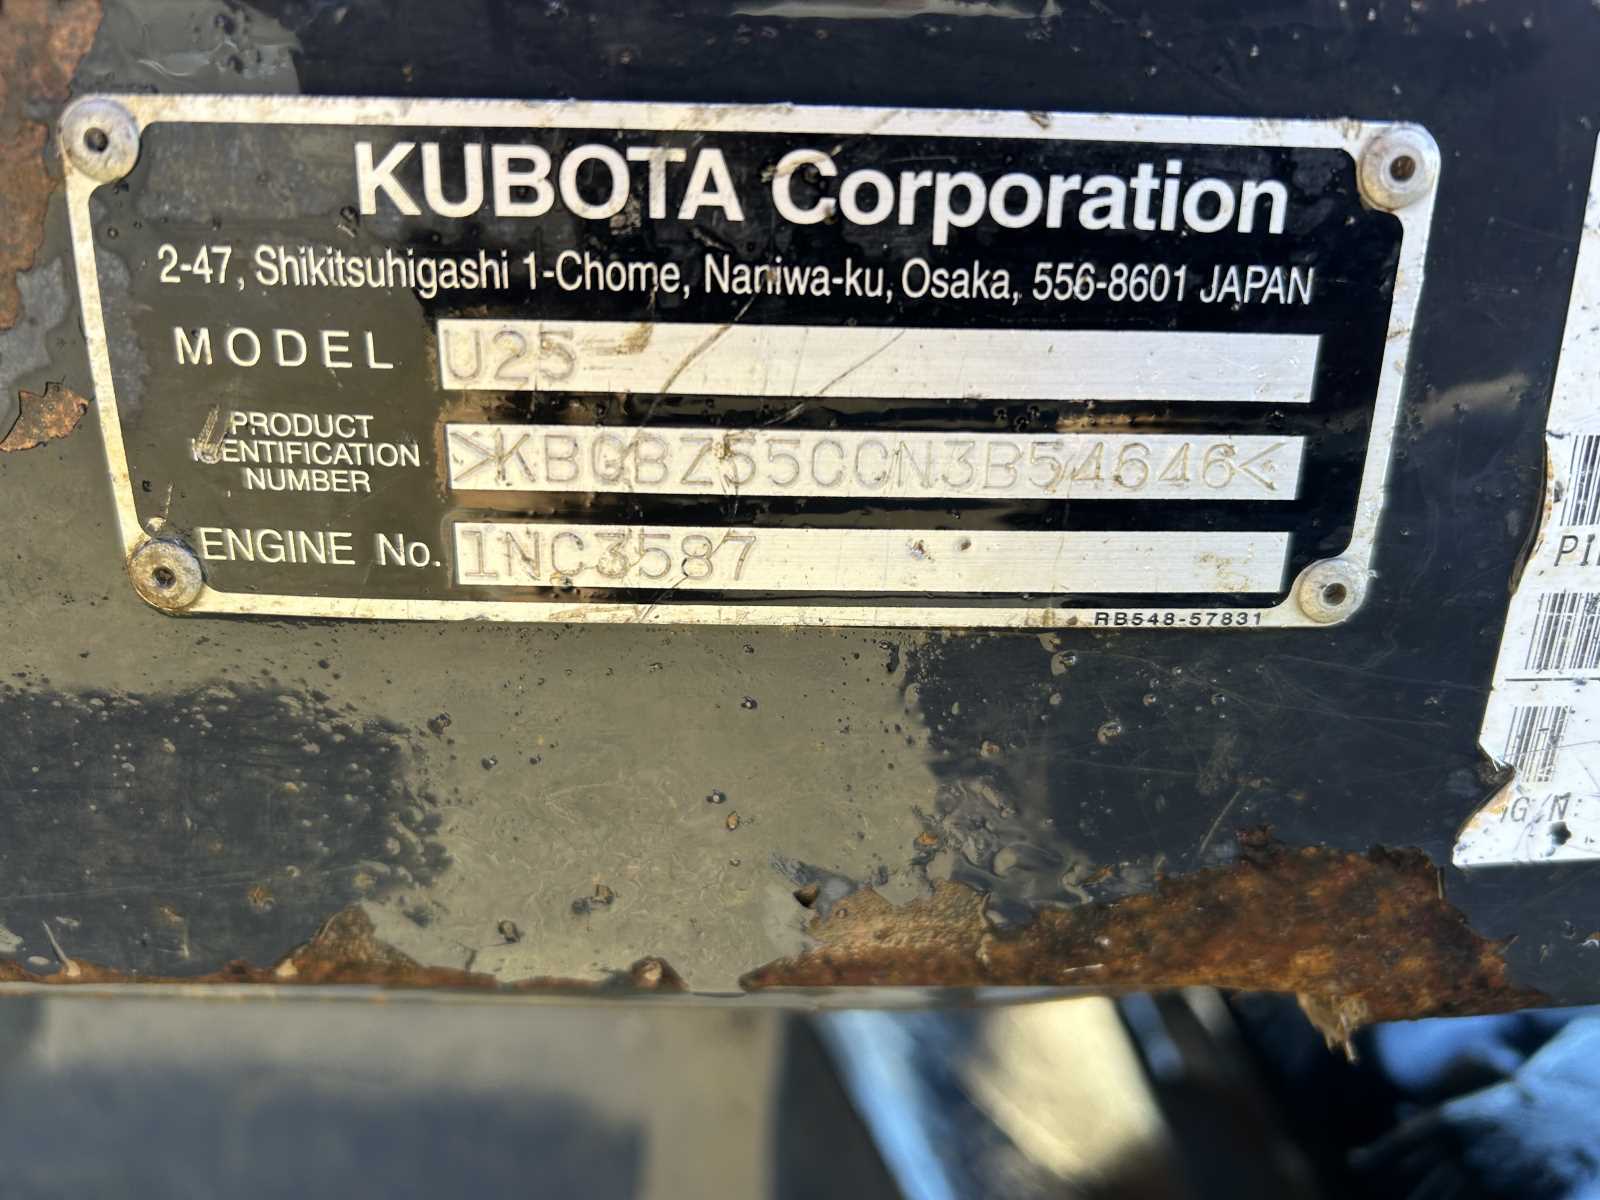 KUBOTA Corporation
2-47, Shikitsuhigashi 1-Chome, Naniwa-ku, Osaka, 556-8601 JAPAN
MODEL U25
PRODUCT
IDENTIFICATION
NUMBER
>KBCBZ55CCN3B54646<
ENGINE No. 1NC3587
RB548-57831